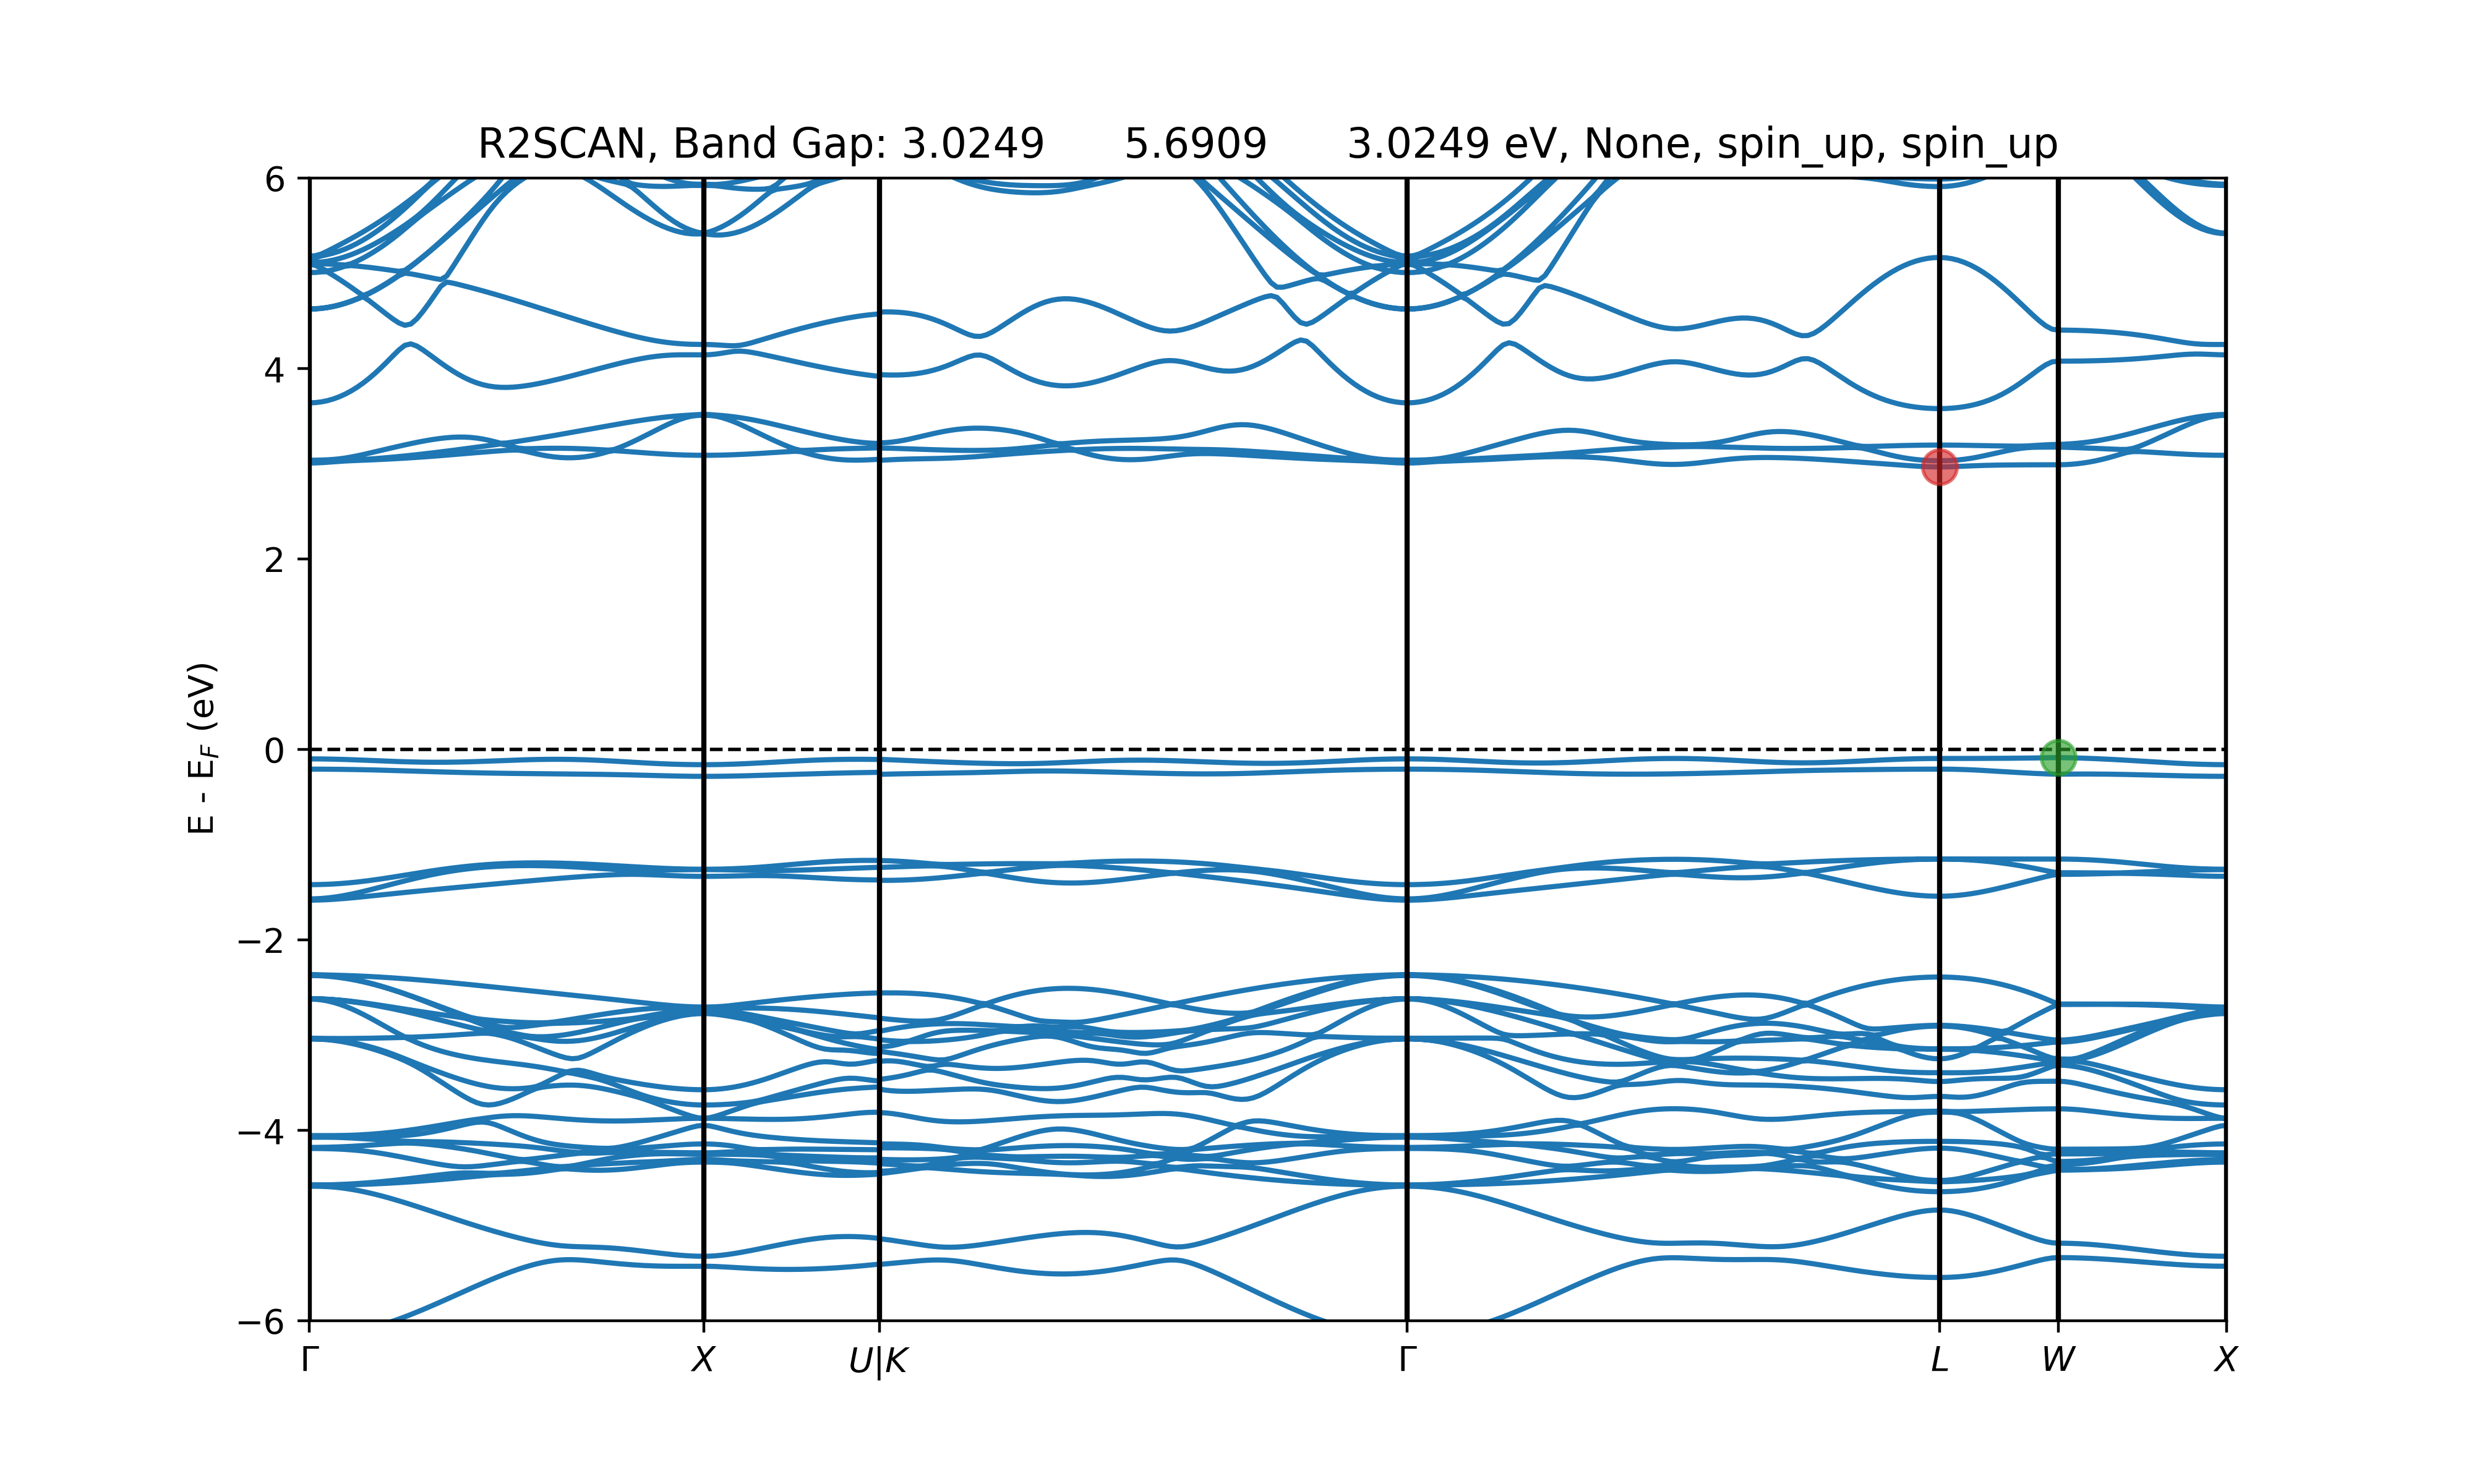 R2SCAN, Band Gap: 3.0249 5.6909 3.0249 eV, None, spin_up, spin_up
6
4
2
0
−2
−4
−6
E - E_F (eV)
Γ X U|K Γ L W X